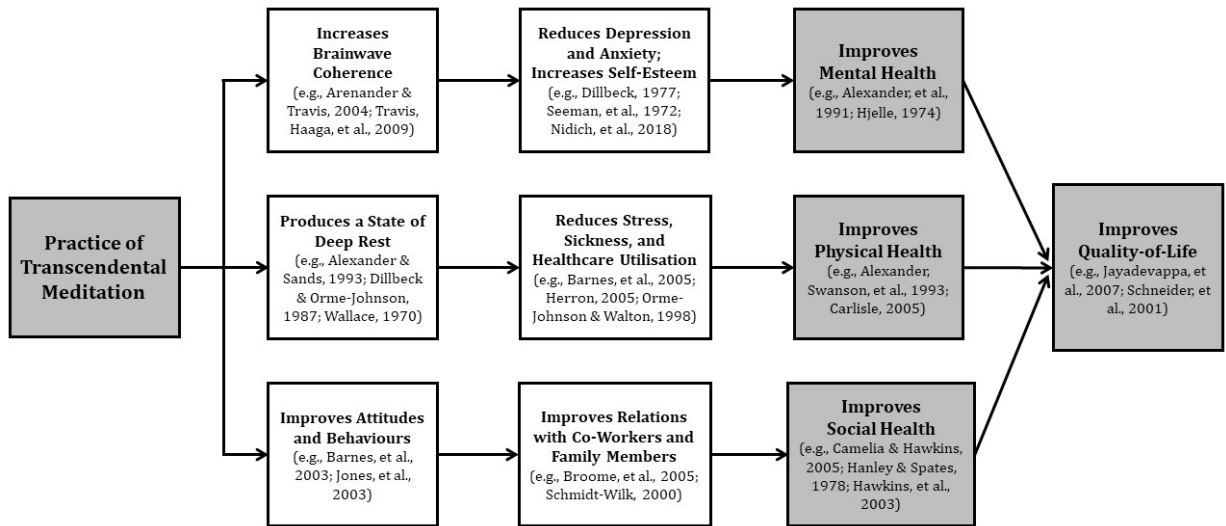 Increases
Brainwave
Coherence
(e.g., Arenander &
Travis, 2004; Travis,
Haaga, et al., 2009)
Reduces Depression
and Anxiety;
Increases Self-Esteem
(e.g., Dillbeck, 1977;
Seeman, et al., 1972;
Nidich, et al., 2018)
Improves
Mental Health
(e.g., Alexander, et al.,
1991; Hjelle, 1974)
Practice of
Transcendental
Meditation
Produces a State of
Deep Rest
(e.g., Alexander &
Sands, 1993; Dillbeck
& Orme-Johnson,
1987; Wallace, 1970)
Reduces Stress,
Sickness, and
Healthcare Utilisation
(e.g., Barnes, et al., 2005;
Herron, 2005; Orme-
Johnson & Walton, 1998)
Improves
Physical Health
(e.g., Alexander,
Swanson, et al., 1993;
Carlisle, 2005)
Improves
Quality-of-Life
(e.g., Jayadevappa, et
al., 2007; Schneider, et
al., 2001)
Improves Attitudes
and Behaviours
(e.g., Barnes, et al.,
2003; Jones, et al.,
2003)
Improves Relations
with Co-Workers and
Family Members
(e.g., Broome, et al., 2005;
Schmidt-Wilk, 2000)
Improves
Social Health
(e.g., Camelia & Hawkins,
2005; Hanley & Spates,
1978; Hawkins, et al.,
2003)